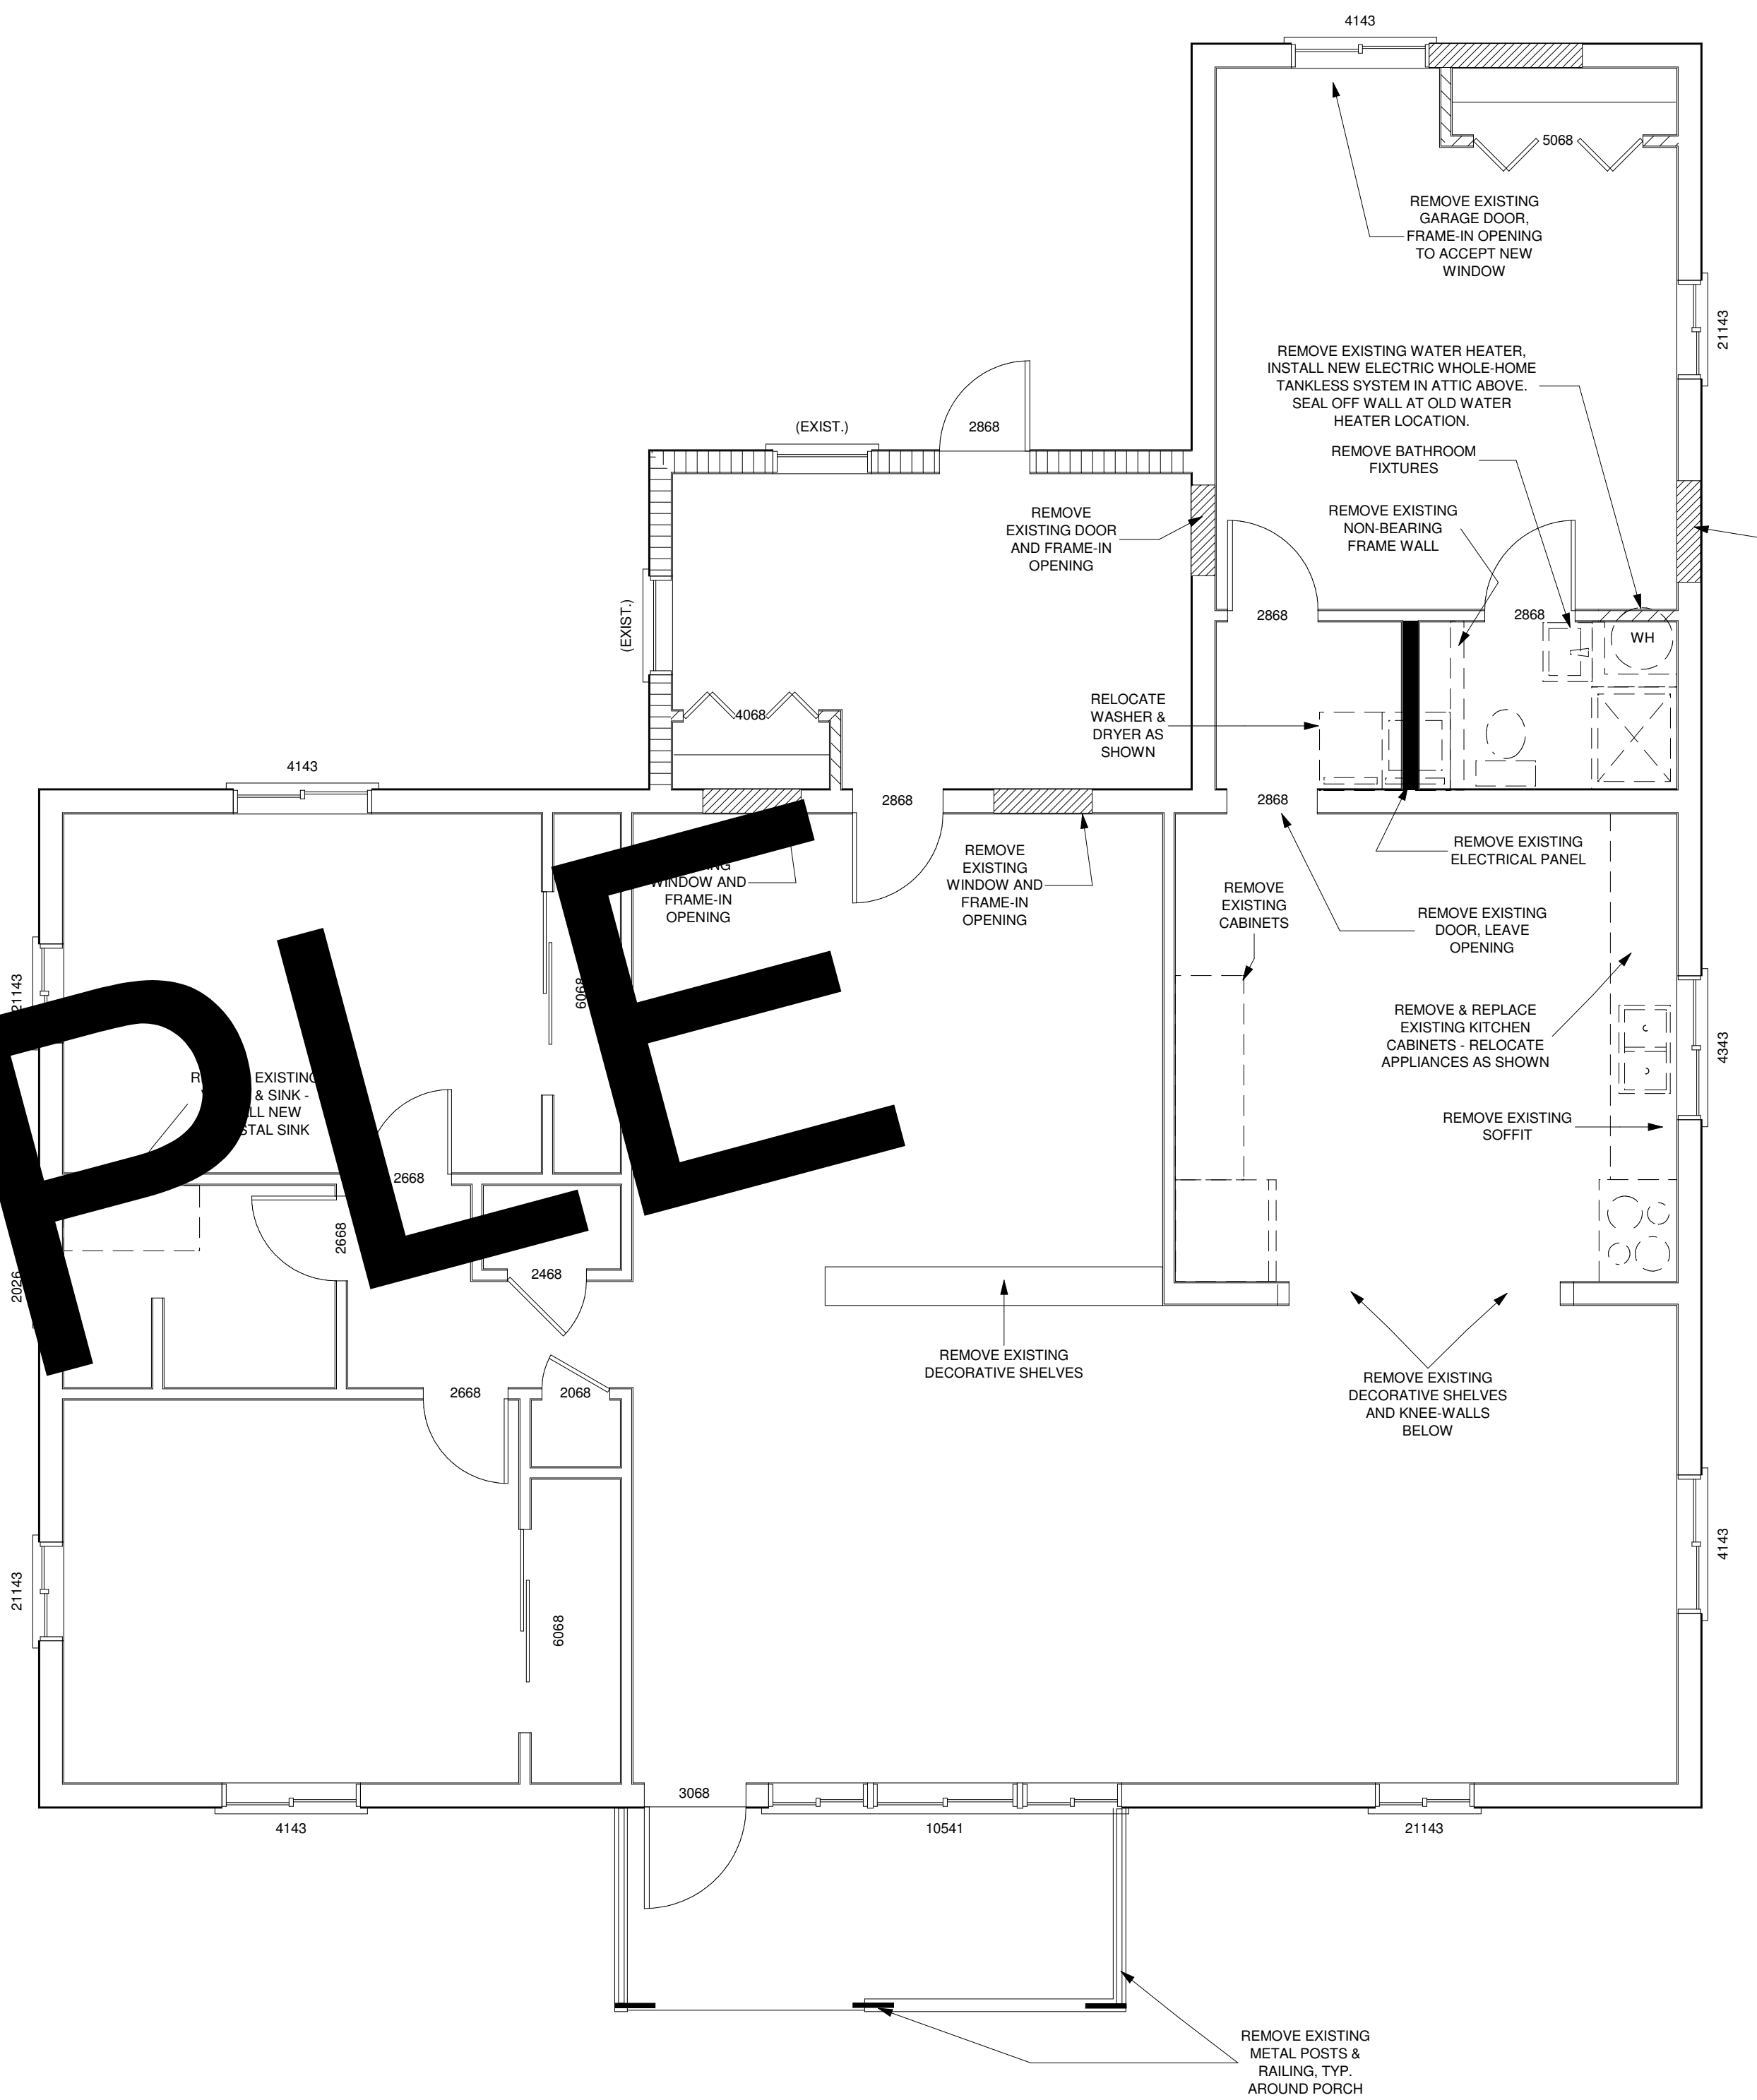 4143
5068
REMOVE EXISTING
GARAGE DOOR,
FRAME-IN OPENING
TO ACCEPT NEW
WINDOW
21143
REMOVE EXISTING WATER HEATER,
INSTALL NEW ELECTRIC WHOLE-HOME
TANKLESS SYSTEM IN ATTIC ABOVE.
SEAL OFF WALL AT OLD WATER
HEATER LOCATION.
(EXIST.)
2868
REMOVE BATHROOM
FIXTURES
REMOVE
EXISTING DOOR
AND FRAME-IN
OPENING
REMOVE EXISTING
NON-BEARING
FRAME WALL
(EXIST.)
2868
2868
WH
4068
RELOCATE
WASHER &
DRYER AS
SHOWN
4143
2868
2868
REMOVE EXISTING
ELECTRICAL PANEL
WINDOW AND
FRAME-IN
OPENING
REMOVE
EXISTING
WINDOW AND
FRAME-IN
OPENING
REMOVE
EXISTING
CABINETS
REMOVE EXISTING
DOOR, LEAVE
OPENING
21143
6068
REMOVE & REPLACE
EXISTING KITCHEN
CABINETS - RELOCATE
APPLIANCES AS SHOWN
4343
EXISTING
& SINK -
NEW
SINK
REMOVE EXISTING
SOFFIT
2668
2668
2026
2468
REMOVE EXISTING
DECORATIVE SHELVES
REMOVE EXISTING
DECORATIVE SHELVES
AND KNEE-WALLS
BELOW
2668
2068
21143
6068
4143
3068
4143
10541
21143
REMOVE EXISTING
METAL POSTS &
RAILING, TYP.
AROUND PORCH
PLE